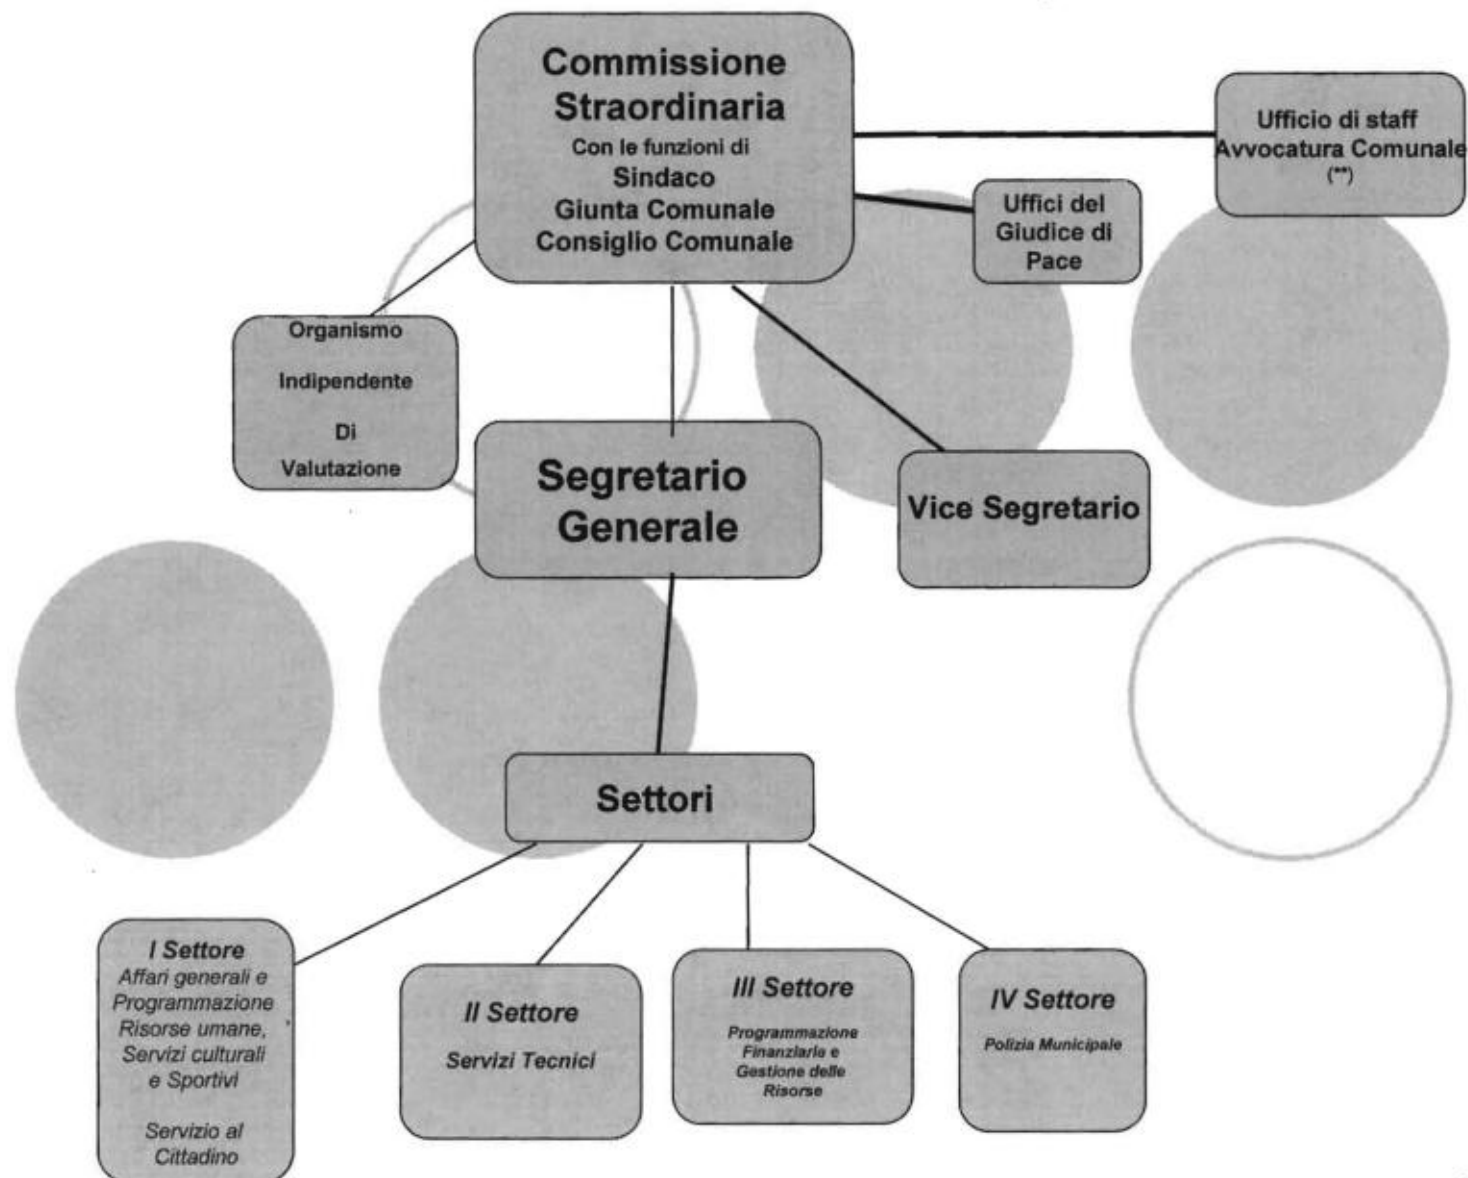 Commissione
Straordinaria
Con le funzioni di
Sindaco
Giunta Comunale
Consiglio Comunale
Ufficio di staff
Avvocatura Comunale
(**)
Uffici del
Giudice di
Pace
Organismo
Indipendente
Di
Valutazione
Segretario
Generale
Vice Segretario
Settori
I Settore
Affari generali e
Programmazione
Risorse umane,
Servizi culturali
e Sportivi
Servizio al
Cittadino
II Settore
Servizi Tecnici
III Settore
Programmazione
Finanziaria e
Gestione delle
Risorse
IV Settore
Polizia Municipale